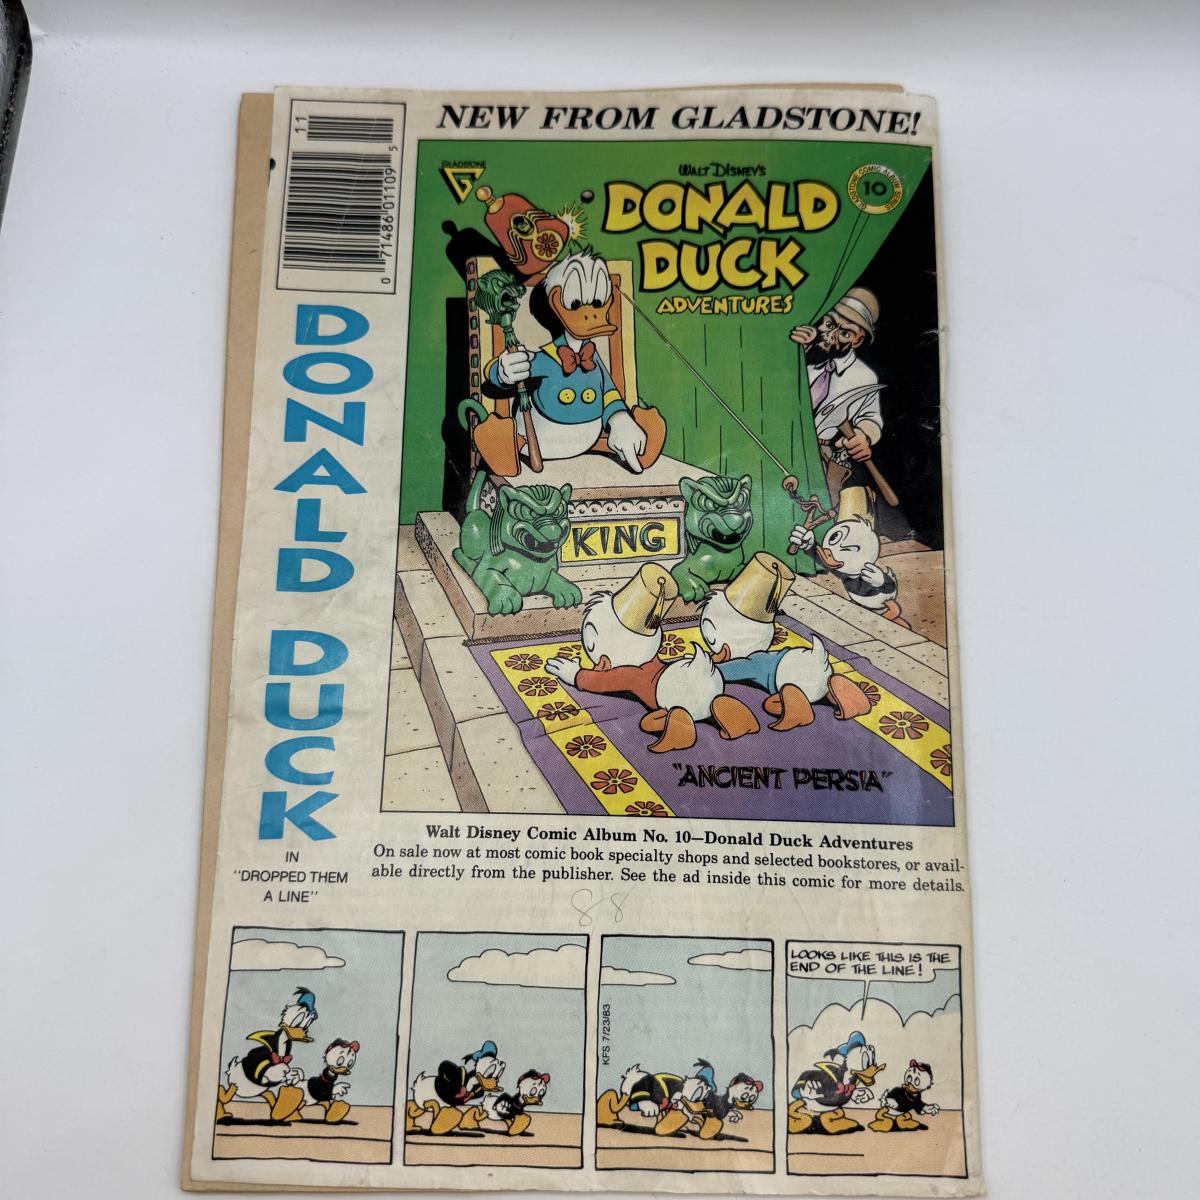 11
0 71486 01109 5
NEW FROM GLADSTONE!
GLADSTONE
G
WALT DISNEY'S
DONALD
DUCK
ADVENTURES
GLADSTONE COMIC ALBUM SERIES
10
KING
"ANCIENT PERSIA"
DONALD
DUCK
IN
"DROPPED THEM
A LINE"
Walt Disney Comic Album No. 10—Donald Duck Adventures
On sale now at most comic book specialty shops and selected bookstores, or avail-
able directly from the publisher. See the ad inside this comic for more details.
88
KFS 7/23/83
LOOKS LIKE THIS IS THE
END OF THE LINE!